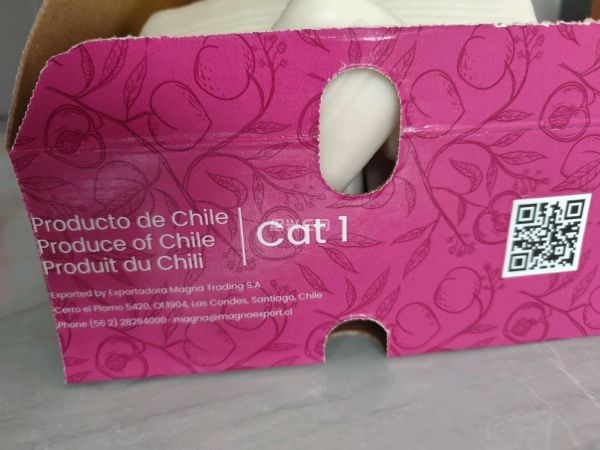 Producto de Chile
Produce of Chile
Produit du Chili
Cat 1
Exported by Exportadora Magna Trading S.A
Cerro el Plomo 5420, Of.1904, Las Condes, Santiago, Chile
Phone (56 2) 28294000 - magna@magnaexport.cl